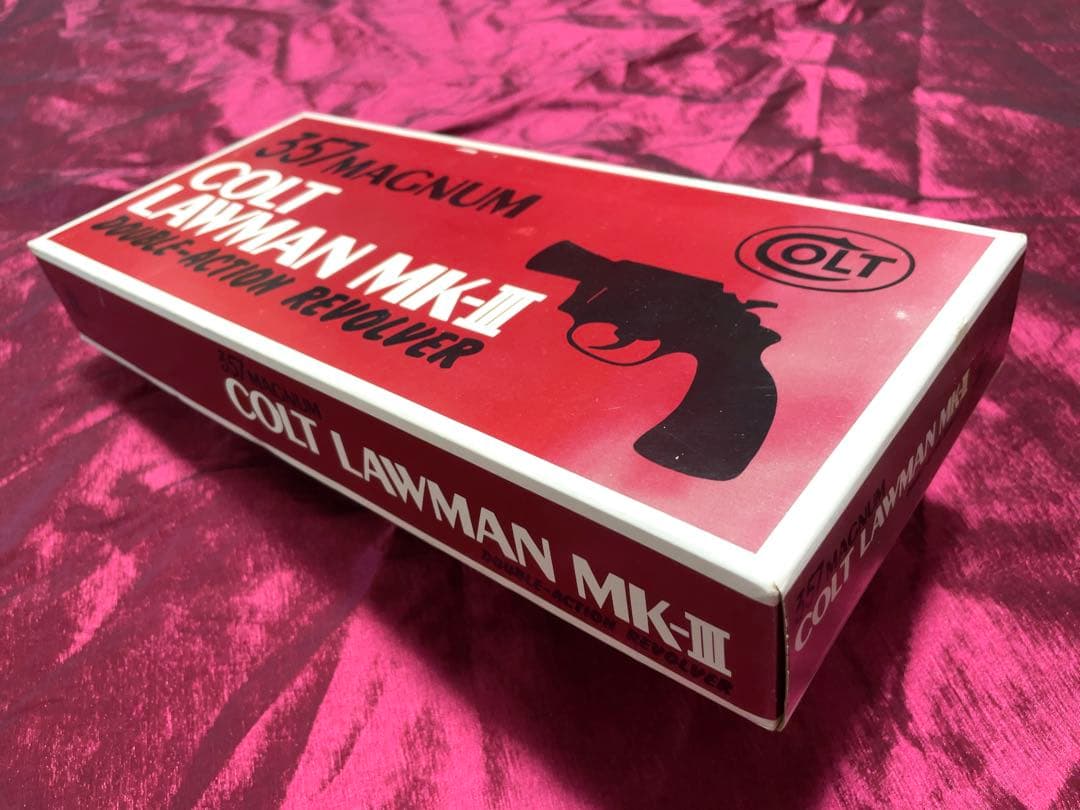 357 MAGNUM
COLT
LAWMAN MK-III
DOUBLE-ACTION REVOLVER
COLT
357 MAGNUM
COLT LAWMAN MK-III
DOUBLE-ACTION REVOLVER
357 MAGNUM
COLT LAWMAN MK-III